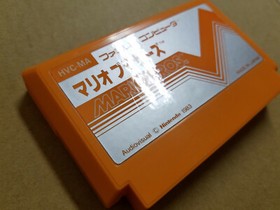 HVC-MA
ファミリーコンピュータ
マリオブラザーズ
MARIO BROS.
Audiovisual © Nintendo 1983
MADE IN JAPAN